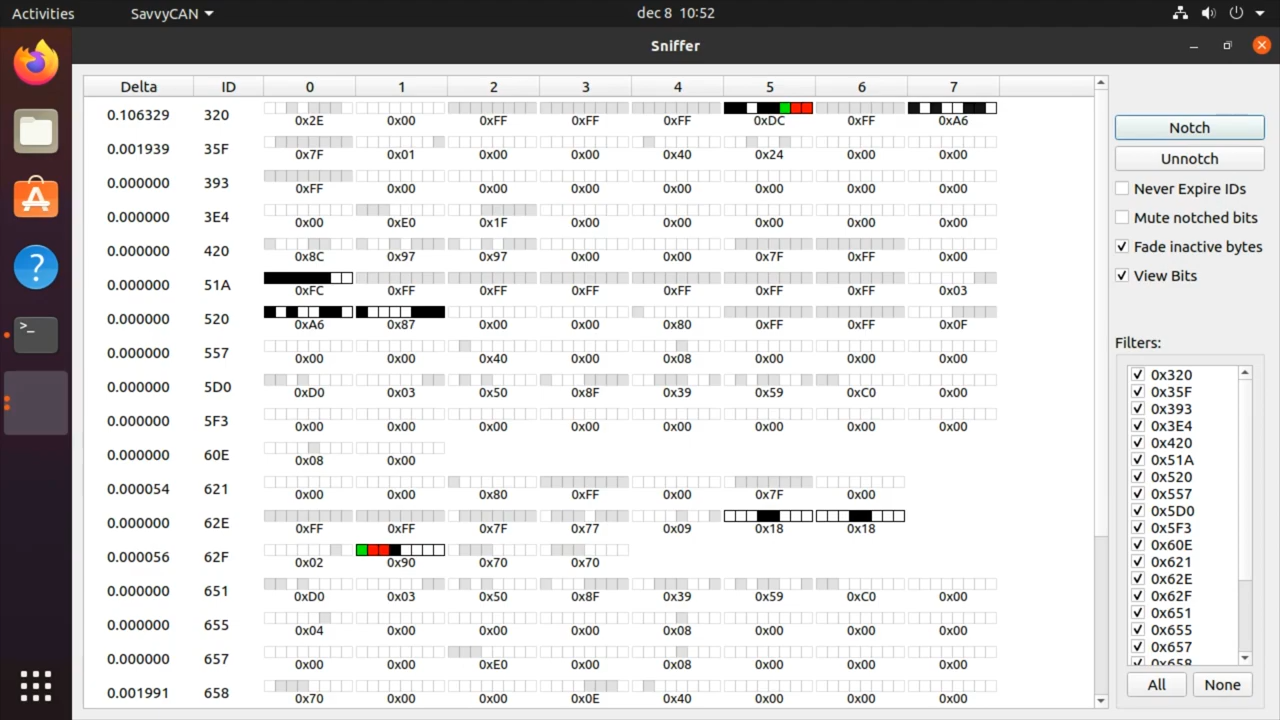 Activities SavvyCAN dec 8 10:52
Sniffer
Delta ID 0 1 2 3 4 5 6 7
0.106329 320 0x2E 0x00 0xFF 0xFF 0xFF 0xDC 0xFF 0xA6
0.001939 35F 0x7F 0x01 0x00 0x00 0x40 0x24 0x00 0x00
0.000000 393 0xFF 0x00 0x00 0x00 0x00 0x00 0x00 0x00
0.000000 3E4 0x00 0xE0 0x1F 0x00 0x00 0x00 0x00 0x00
0.000000 420 0x8C 0x97 0x97 0x00 0x00 0x7F 0xFF 0x00
0.000000 51A 0xFC 0xFF 0xFF 0xFF 0xFF 0xFF 0xFF 0x03
0.000000 520 0xA6 0x87 0x00 0x00 0x80 0xFF 0xFF 0x0F
0.000000 557 0x00 0x00 0x40 0x00 0x08 0x00 0x00 0x00
0.000000 5D0 0xD0 0x03 0x50 0x8F 0x39 0x59 0xC0 0x00
0.000000 5F3 0x00 0x00 0x00 0x00 0x00 0x00 0x00 0x00
0.000000 60E 0x08 0x00
0.000054 621 0x00 0x00 0x80 0xFF 0x00 0x7F 0x00
0.000000 62E 0xFF 0xFF 0x7F 0x77 0x09 0x18 0x18
0.000056 62F 0x02 0x90 0x70 0x70
0.000000 651 0xD0 0x03 0x50 0x8F 0x39 0x59 0xC0 0x00
0.000000 655 0x04 0x00 0x00 0x00 0x08 0x00 0x00 0x00
0.000000 657 0x00 0x00 0xE0 0x00 0x08 0x00 0x00 0x00
0.001991 658 0x70 0x00 0x00 0x0E 0x40 0x00 0x00 0x00
Notch
Unnotch
Never Expire IDs
Mute notched bits
Fade inactive bytes
View Bits
Filters:
0x320
0x35F
0x393
0x3E4
0x420
0x51A
0x520
0x557
0x5D0
0x5F3
0x60E
0x621
0x62E
0x62F
0x651
0x655
0x657
0x658
All None